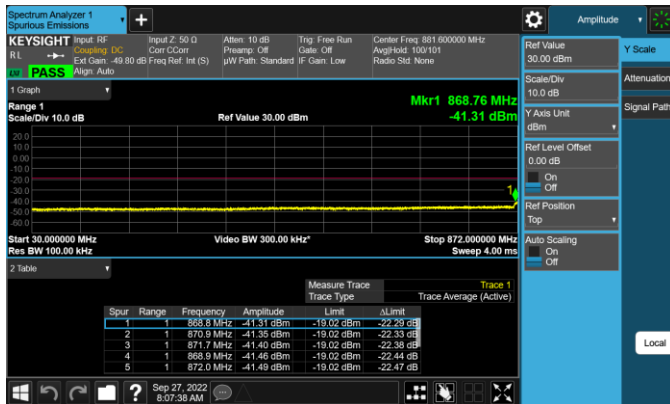 Spectrum Analyzer 1
Spurious Emissions
+
Amplitude
KEYSIGHT Input: RF Input Z: 50 Ω Atten: 10 dB Trig: Free Run Center Freq: 881.600000 MHz
RL Coupling: DC Corr CCorr Preamp: Off Gate: Off Avg|Hold: 100/101
Ext Gain: -49.80 dB Freq Ref: Int (S) µW Path: Standard IF Gain: Low Radio Std: None
LXI PASS Align: Auto
Ref Value
30.00 dBm
Y Scale
Scale/Div
10.0 dB
Attenuation
Y Axis Unit
dBm
Signal Path
Ref Level Offset
0.00 dB
On
Off
Ref Position
Top
Auto Scaling
On
Off
Local
1 Graph
Range 1
Mkr1 868.76 MHz
Scale/Div 10.0 dB Ref Value 30.00 dBm -41.31 dBm
20.0
10.0
0.00
-10.0
-20.0
-30.0
-40.0
-50.0
-60.0
1
Start 30.000000 MHz Video BW 300.00 kHz* Stop 872.000000 MHz
Res BW 100.00 kHz Sweep 4.00 ms
2 Table
Measure Trace Trace 1
Trace Type Trace Average (Active)
Spur Range Frequency Amplitude Limit ΔLimit
1 1 868.8 MHz -41.31 dBm -19.02 dBm -22.29 dB
2 1 870.9 MHz -41.35 dBm -19.02 dBm -22.33 dB
3 1 871.7 MHz -41.40 dBm -19.02 dBm -22.38 dB
4 1 868.9 MHz -41.46 dBm -19.02 dBm -22.44 dB
5 1 872.0 MHz -41.49 dBm -19.02 dBm -22.47 dB
? Sep 27, 2022
8:07:38 AM